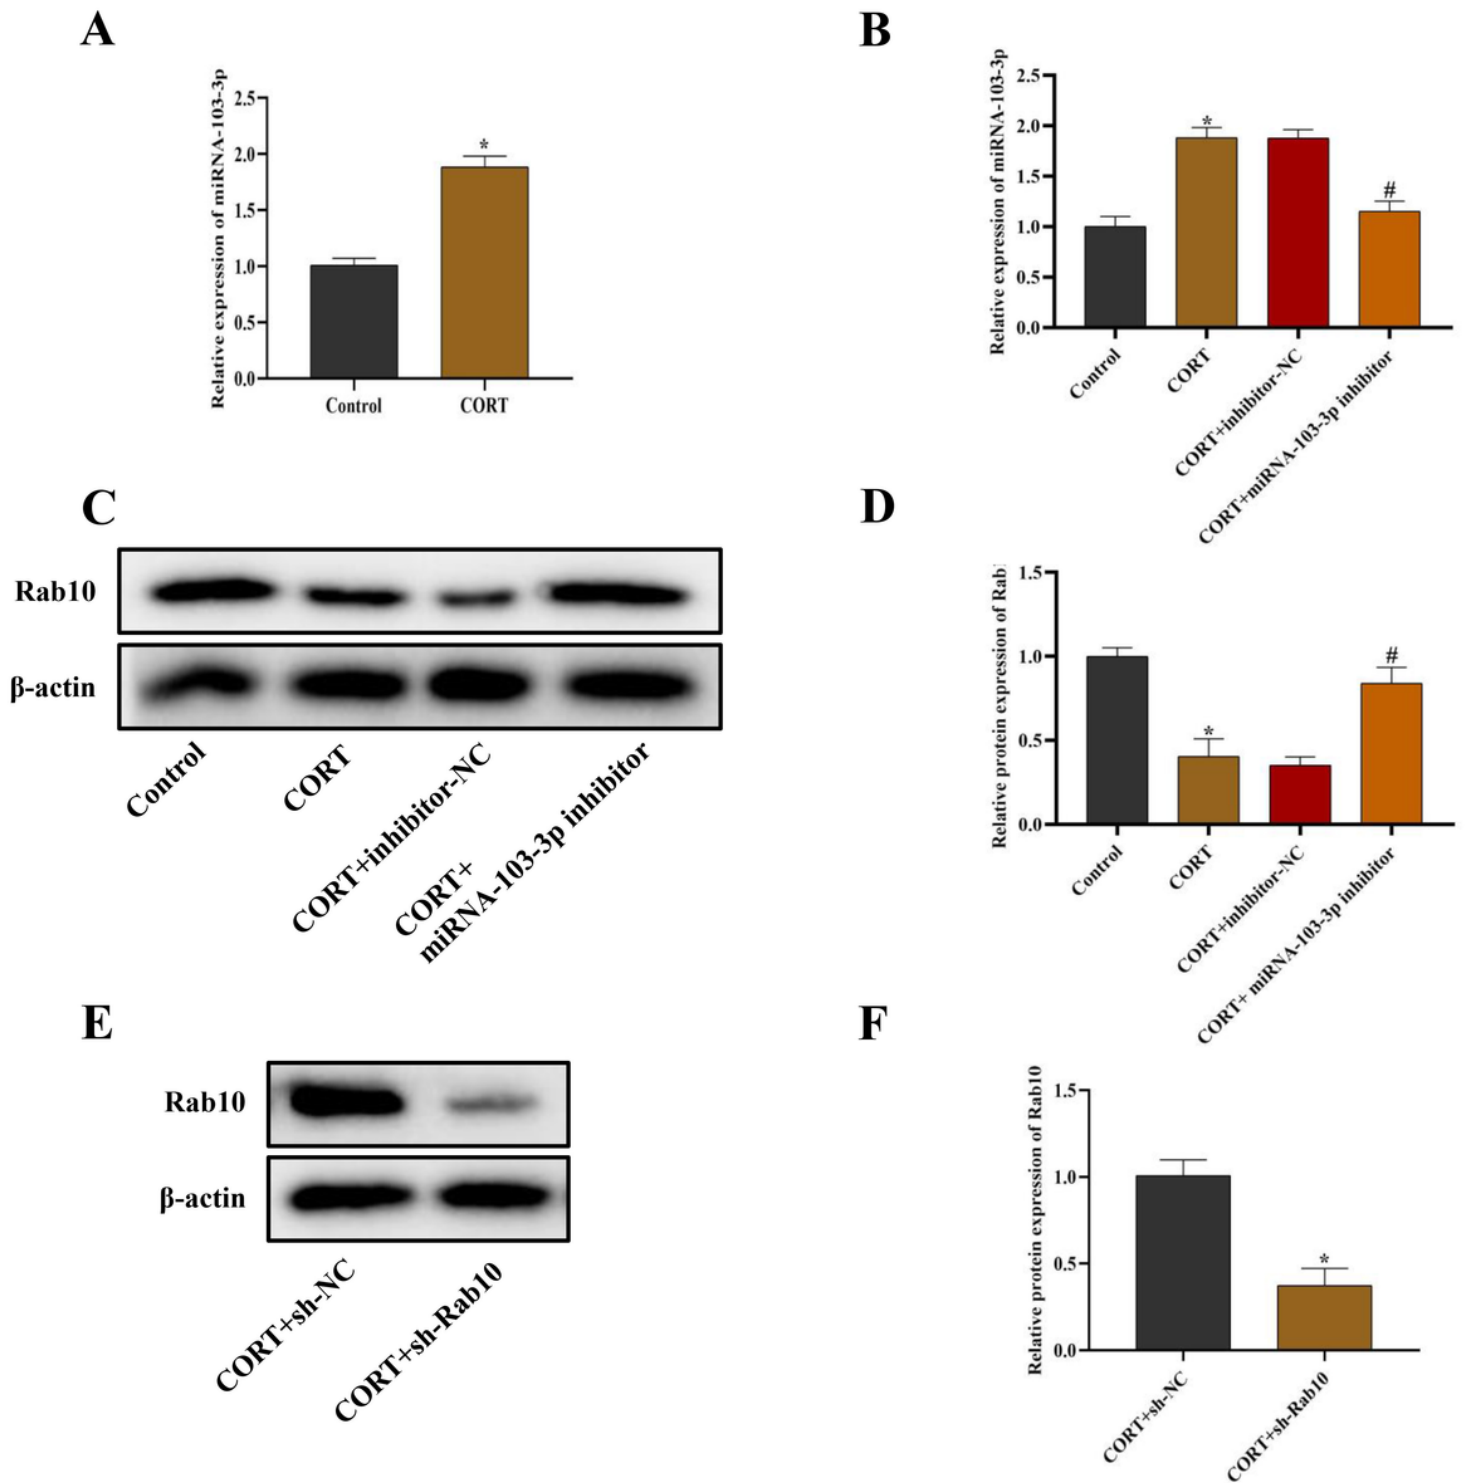 A
Relative expression of miRNA-103-3p
2.5
2.0
1.5
1.0
0.5
0.0
*
Control
CORT
B
Relative expression of miRNA-103-3p
2.5
2.0
1.5
1.0
0.5
0.0
*
#
Control
CORT
CORT+inhibitor-NC
CORT+miRNA-103-3p inhibitor
C
Rab10
β-actin
Control
CORT
CORT+inhibitor-NC
CORT+
miRNA-103-3p inhibitor
D
Relative protein expression of Rab
1.5
1.0
0.5
0.0
*
#
Control
CORT
CORT+inhibitor-NC
CORT+ miRNA-103-3p inhibitor
E
Rab10
β-actin
CORT+sh-NC
CORT+sh-Rab10
F
Relative protein expression of Rab10
1.5
1.0
0.5
0.0
*
CORT+sh-NC
CORT+sh-Rab10